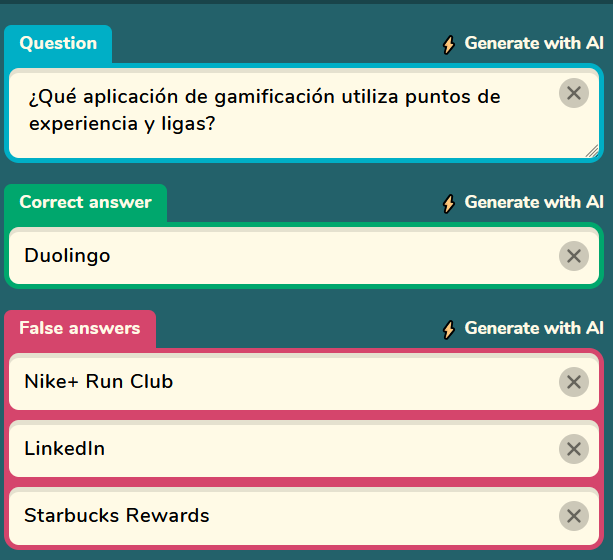 Question
Generate with AI
¿Qué aplicación de gamificación utiliza puntos de
experiencia y ligas?
Correct answer
Generate with AI
Duolingo
False answers
Generate with AI
Nike+ Run Club
LinkedIn
Starbucks Rewards